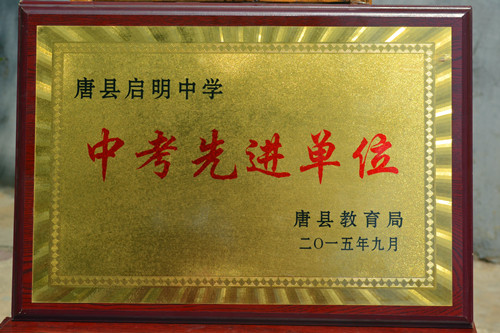 唐县启明中学
中考先进单位
唐县教育局
二〇一五年九月